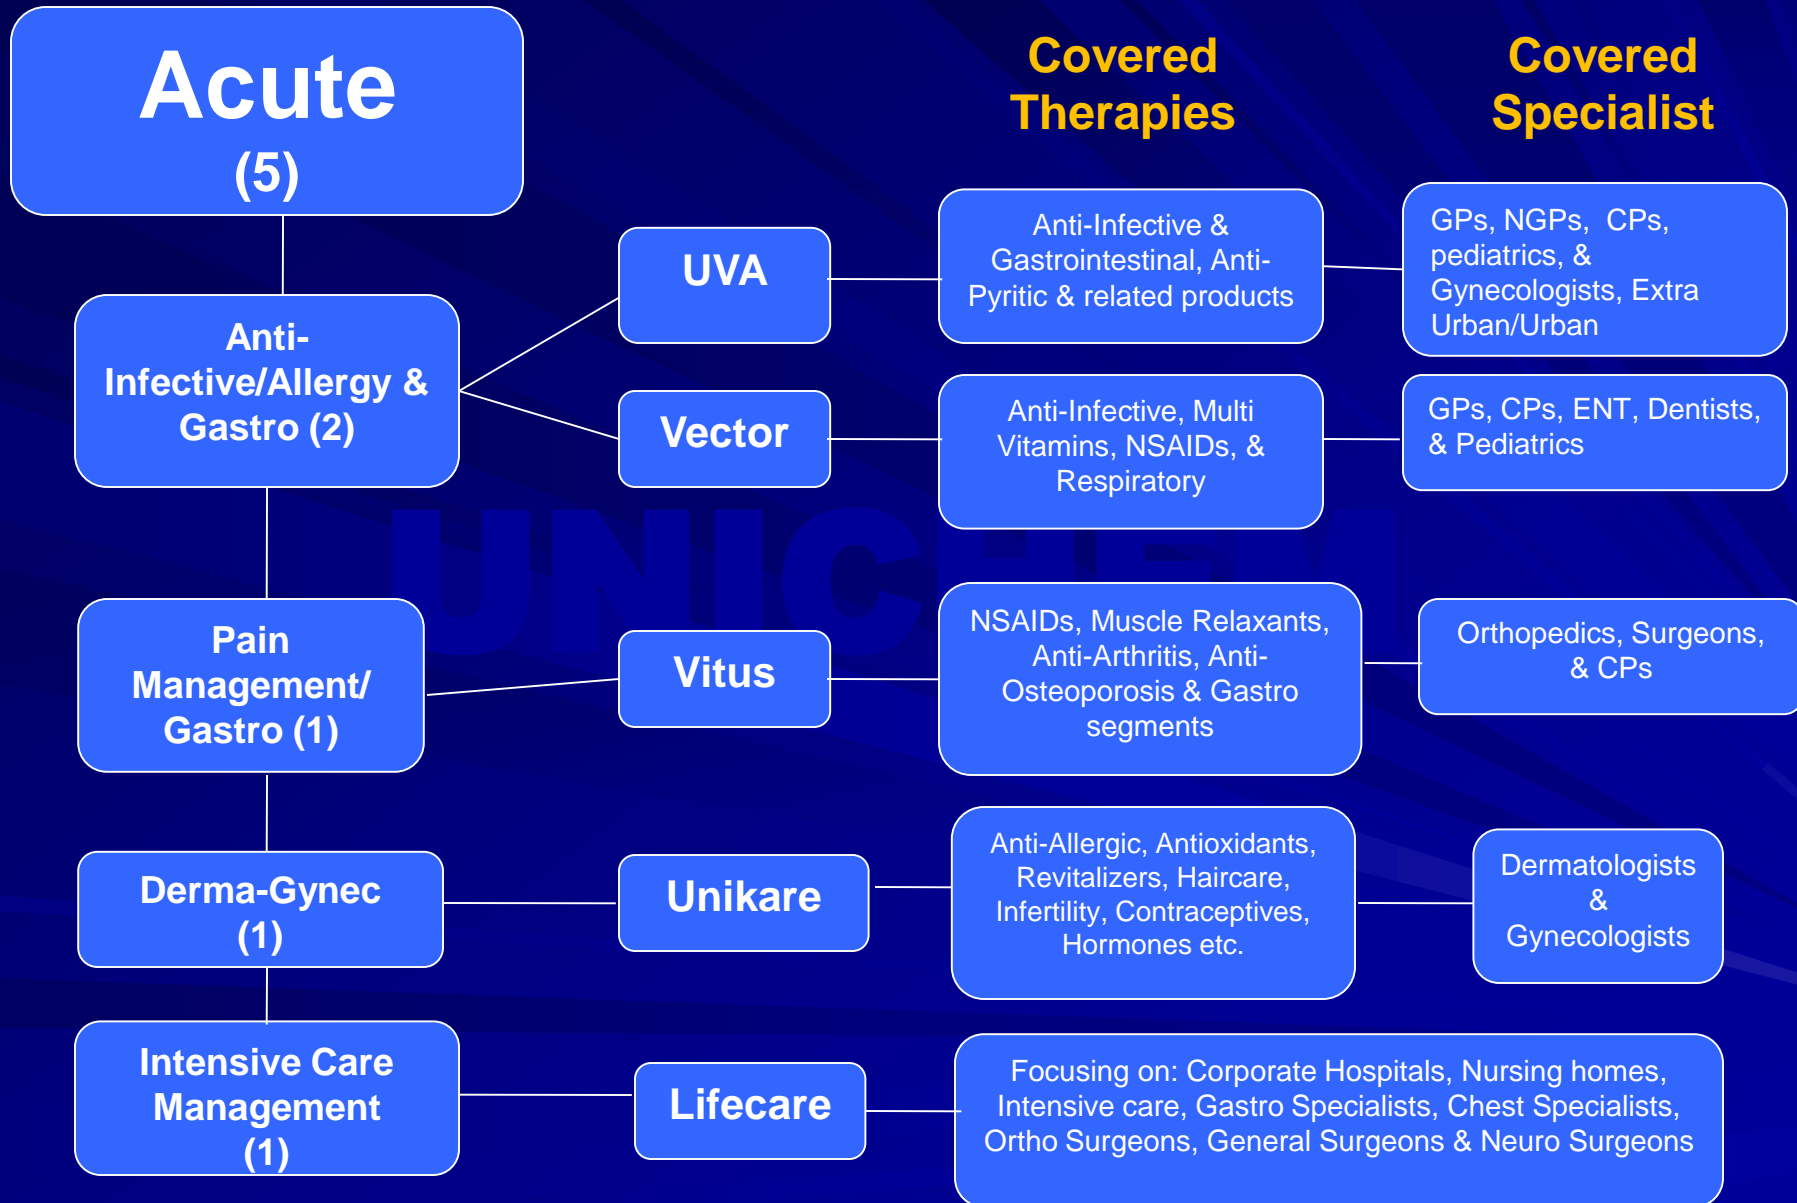 Acute
(5)
Covered
Therapies
Covered
Specialist
Anti-
Infective/Allergy &
Gastro (2)
UVA
Anti-Infective &
Gastrointestinal, Anti-
Pyritic & related products
GPs, NGPs, CPs,
pediatrics, &
Gynecologists, Extra
Urban/Urban
Vector
Anti-Infective, Multi
Vitamins, NSAIDs, &
Respiratory
GPs, CPs, ENT, Dentists,
& Pediatrics
UNICHEM
Pain
Management/
Gastro (1)
Vitus
NSAIDs, Muscle Relaxants,
Anti-Arthritis, Anti-
Osteoporosis & Gastro
segments
Orthopedics, Surgeons,
& CPs
Derma-Gynec
(1)
Unikare
Anti-Allergic, Antioxidants,
Revitalizers, Haircare,
Infertility, Contraceptives,
Hormones etc.
Dermatologists
&
Gynecologists
Intensive Care
Management
(1)
Lifecare
Focusing on: Corporate Hospitals, Nursing homes,
Intensive care, Gastro Specialists, Chest Specialists,
Ortho Surgeons, General Surgeons & Neuro Surgeons